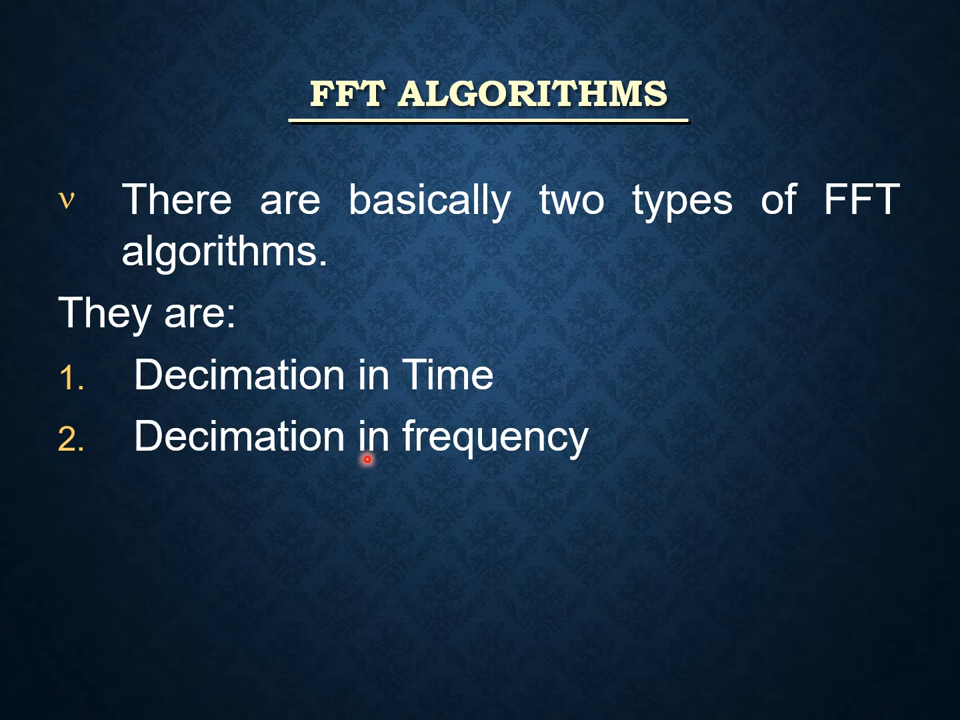 FFT ALGORITHMS
ν There are basically two types of FFT
algorithms.
They are:
1. Decimation in Time
2. Decimation in frequency